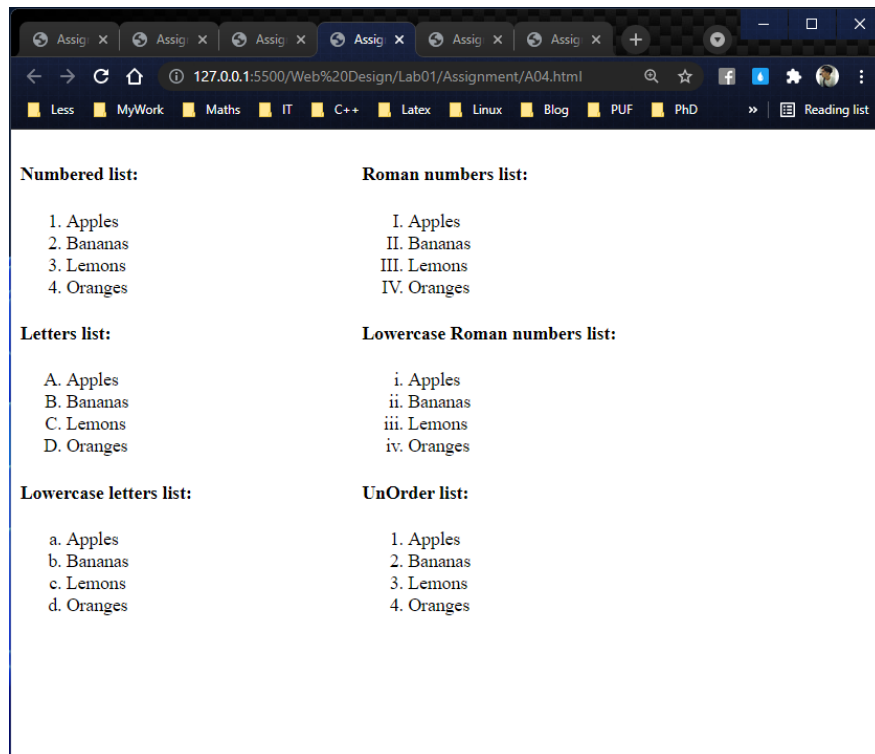 Assig
Assig
Assig
Assig
Assig
Assig
127.0.0.1:5500/Web%20Design/Lab01/Assignment/A04.html
Less MyWork Maths IT C++ Latex Linux Blog PUF PhD » Reading list
Numbered list:
1. Apples
2. Bananas
3. Lemons
4. Oranges
Roman numbers list:
I. Apples
II. Bananas
III. Lemons
IV. Oranges
Letters list:
A. Apples
B. Bananas
C. Lemons
D. Oranges
Lowercase Roman numbers list:
i. Apples
ii. Bananas
iii. Lemons
iv. Oranges
Lowercase letters list:
a. Apples
b. Bananas
c. Lemons
d. Oranges
UnOrder list:
1. Apples
2. Bananas
3. Lemons
4. Oranges